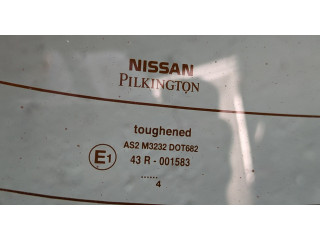 NISSAN
PILKINGTON
toughened
AS2 M3232 DOT682
E1 43 R - 001583
...... 4